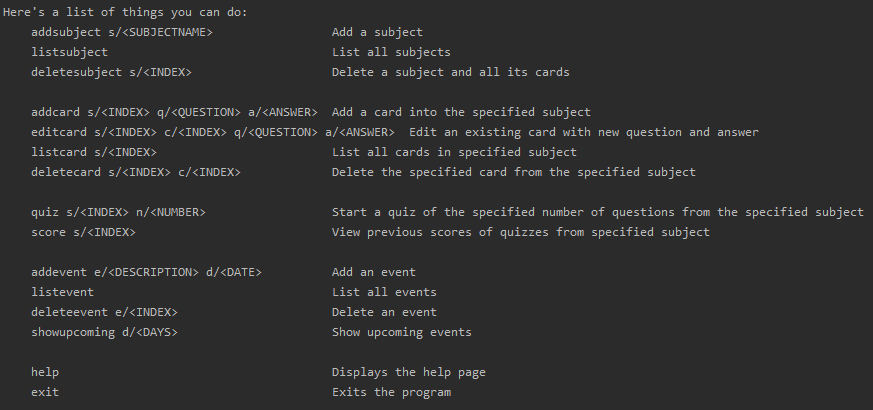 Here's a list of things you can do:
addsubject s/<SUBJECTNAME> Add a subject
listsubject List all subjects
deletesubject s/<INDEX> Delete a subject and all its cards
addcard s/<INDEX> q/<QUESTION> a/<ANSWER> Add a card into the specified subject
editcard s/<INDEX> c/<INDEX> q/<QUESTION> a/<ANSWER> Edit an existing card with new question and answer
listcard s/<INDEX> List all cards in specified subject
deletecard s/<INDEX> c/<INDEX> Delete the specified card from the specified subject
quiz s/<INDEX> n/<NUMBER> Start a quiz of the specified number of questions from the specified subject
score s/<INDEX> View previous scores of quizzes from specified subject
addevent e/<DESCRIPTION> d/<DATE> Add an event
listevent List all events
deleteevent e/<INDEX> Delete an event
showupcoming d/<DAYS> Show upcoming events
help Displays the help page
exit Exits the program